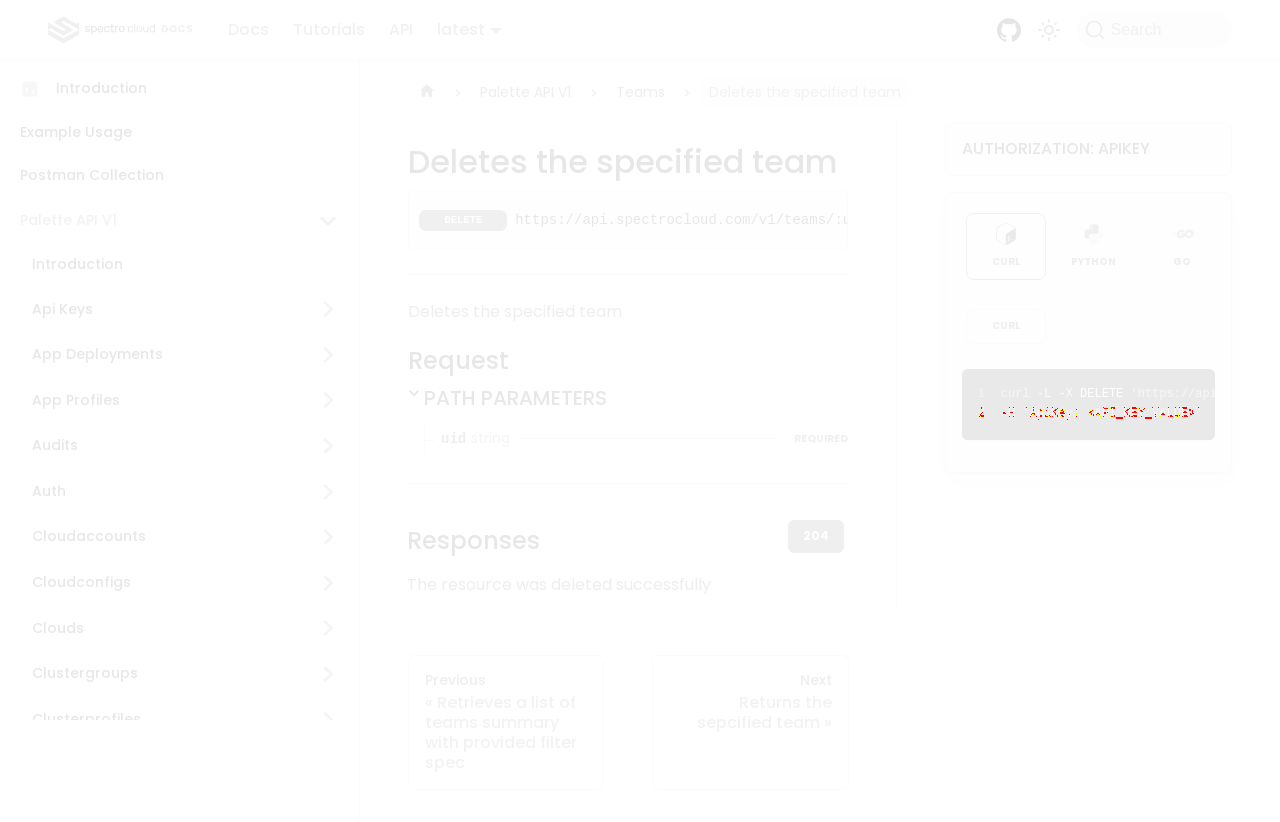 spectro cloud DOCS
Docs
Tutorials
API
latest
Search
Introduction
Example Usage
Postman Collection
Palette API V1
Introduction
Api Keys
App Deployments
App Profiles
Audits
Auth
Cloudaccounts
Cloudconfigs
Clouds
Clustergroups
Clusterprofiles
Palette API V1
Teams
Deletes the specified team
Deletes the specified team
DELETE https://api.spectrocloud.com/v1/teams/:u
Deletes the specified team
Request
PATH PARAMETERS
uid string REQUIRED
Responses
204
The resource was deleted successfully
Previous
« Retrieves a list of
teams summary
with provided filter
spec
Next
Returns the
sepcified team »
AUTHORIZATION: APIKEY
CURL
PYTHON
GO
CURL
1 curl -L -X DELETE 'https://api
2 -H 'ApiKey: <API_KEY_VALUE>'